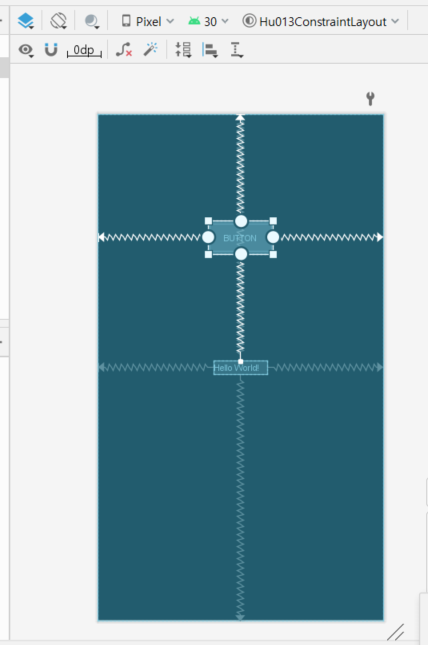 Pixel 30 Hu013ConstraintLayout
0dp
BUTTON
Hello World!